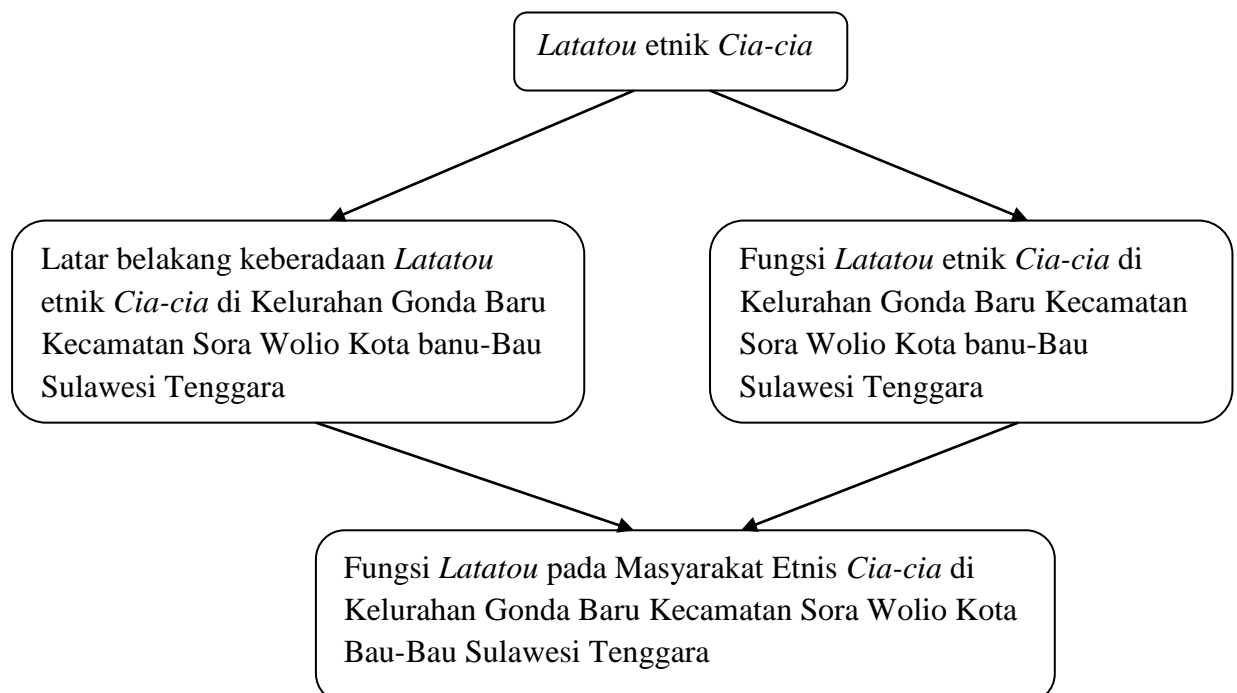 Latatou etnik Cia-cia
Latar belakang keberadaan Latatou
etnik Cia-cia di Kelurahan Gonda Baru
Kecamatan Sora Wolio Kota banu-Bau
Sulawesi Tenggara
Fungsi Latatou etnik Cia-cia di
Kelurahan Gonda Baru Kecamatan
Sora Wolio Kota banu-Bau
Sulawesi Tenggara
Fungsi Latatou pada Masyarakat Etnis Cia-cia di
Kelurahan Gonda Baru Kecamatan Sora Wolio Kota
Bau-Bau Sulawesi Tenggara